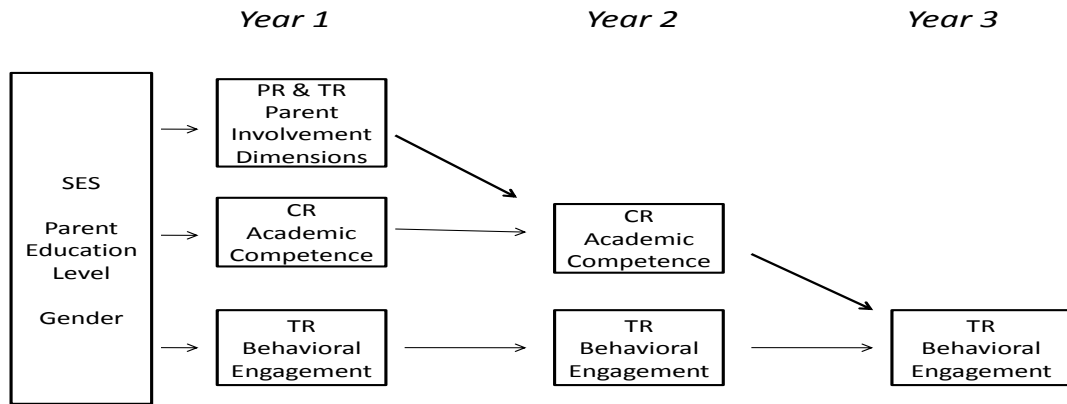 Year 1
Year 2
Year 3
SES
Parent
Education
Level
Gender
PR & TR
Parent
Involvement
Dimensions
CR
Academic
Competence
TR
Behavioral
Engagement
CR
Academic
Competence
TR
Behavioral
Engagement
TR
Behavioral
Engagement